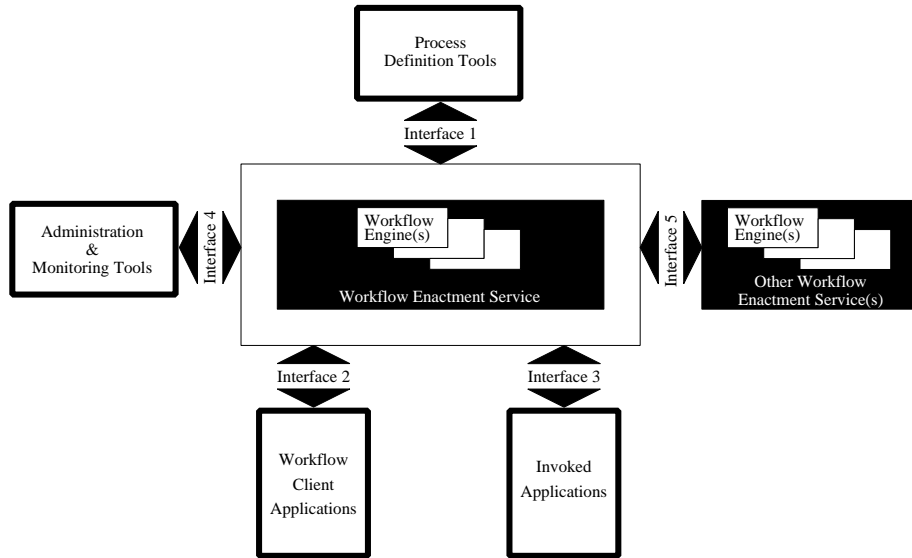 Process
Definition Tools
Interface 1
Administration
&
Monitoring Tools
Interface 4
Workflow
Engine(s)
Workflow Enactment Service
Interface 5
Workflow
Engine(s)
Other Workflow
Enactment Service(s)
Interface 2
Interface 3
Workflow
Client
Applications
Invoked
Applications